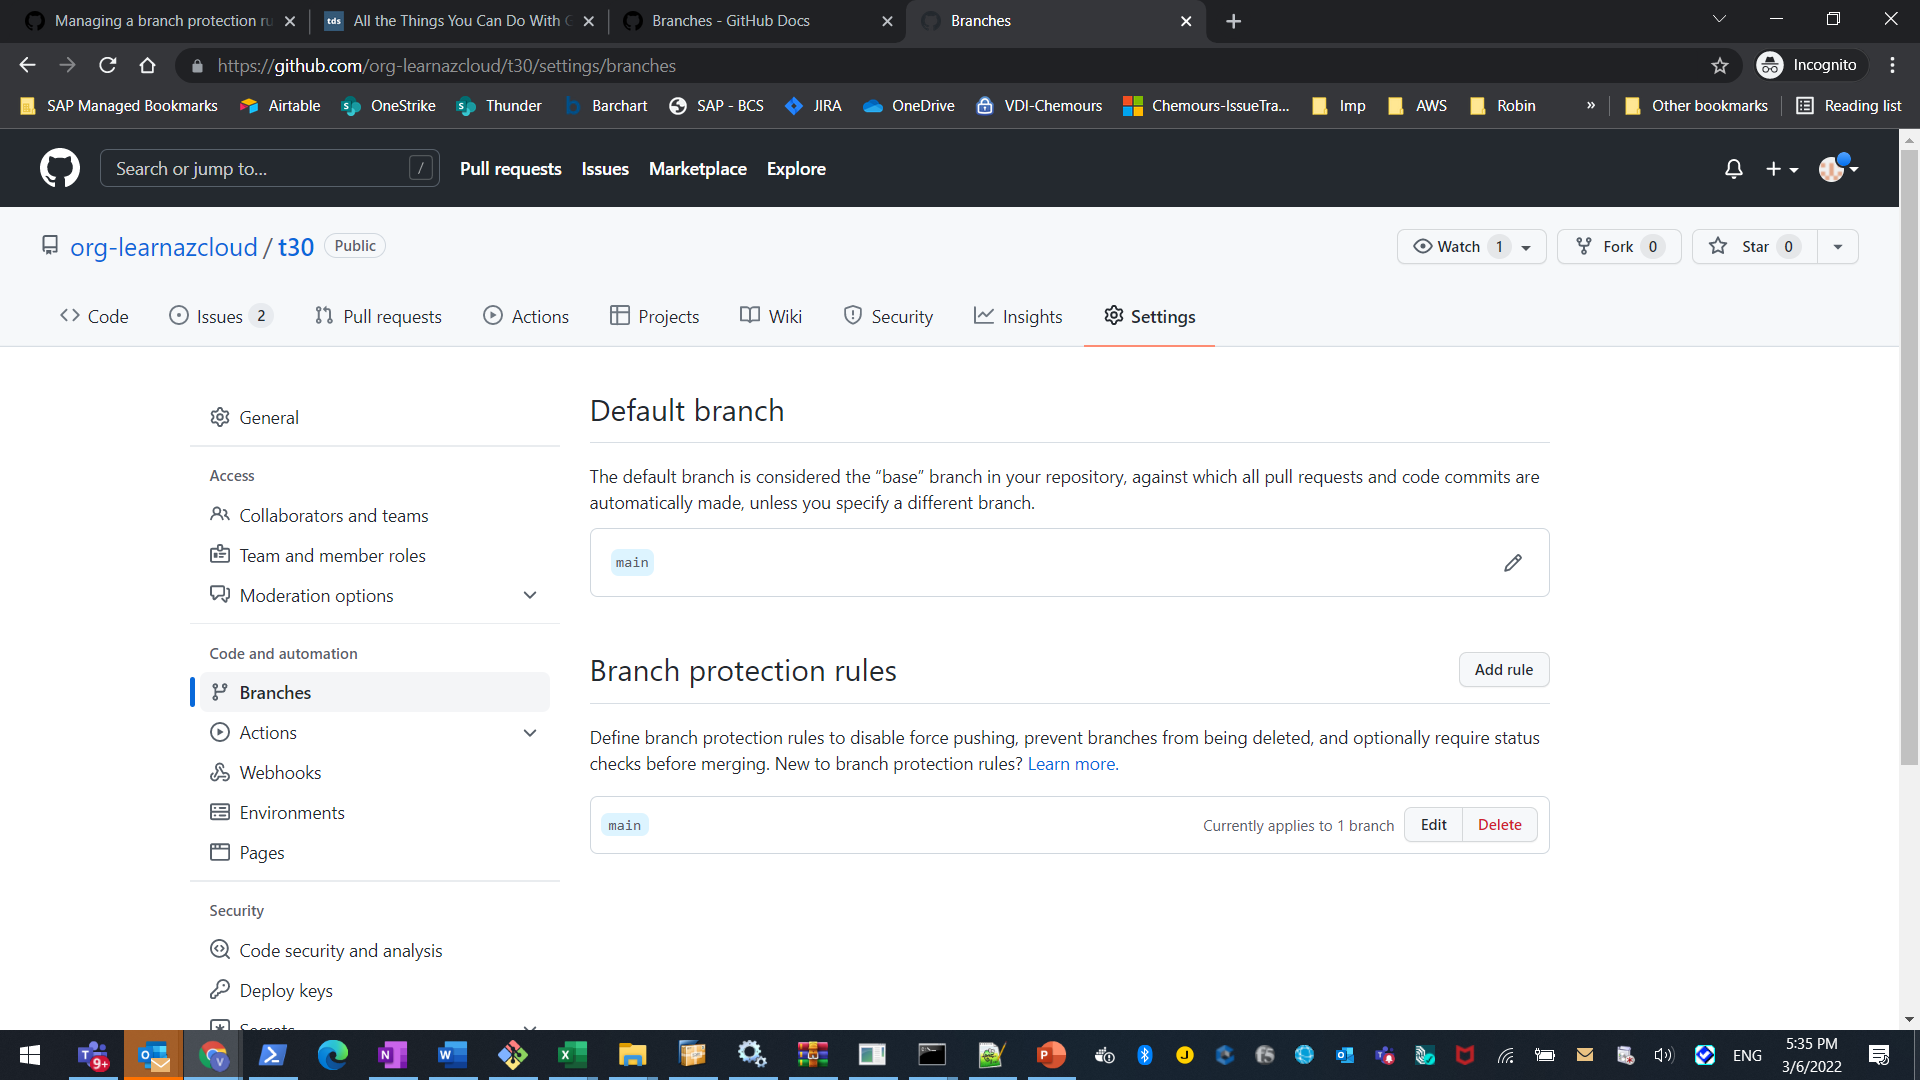 Managing a branch protection ru
tds All the Things You Can Do With G
Branches - GitHub Docs
Branches
https://github.com/org-learnazcloud/t30/settings/branches
Incognito
SAP Managed Bookmarks
Airtable
OneStrike
Thunder
Barchart
SAP - BCS
JIRA
OneDrive
VDI-Chemours
Chemours-IssueTra...
Imp
AWS
Robin
»
Other bookmarks
Reading list
Search or jump to... /
Pull requests
Issues
Marketplace
Explore
org-learnazcloud / t30 Public
Watch 1
Fork 0
Star 0
Code
Issues 2
Pull requests
Actions
Projects
Wiki
Security
Insights
Settings
General
Access
Collaborators and teams
Team and member roles
Moderation options
Code and automation
Branches
Actions
Webhooks
Environments
Pages
Security
Code security and analysis
Deploy keys
Secrets
Default branch
The default branch is considered the “base” branch in your repository, against which all pull requests and code commits are
automatically made, unless you specify a different branch.
main
Branch protection rules
Add rule
Define branch protection rules to disable force pushing, prevent branches from being deleted, and optionally require status
checks before merging. New to branch protection rules? Learn more.
main
Currently applies to 1 branch
Edit
Delete
9+
ENG
5:35 PM
3/6/2022